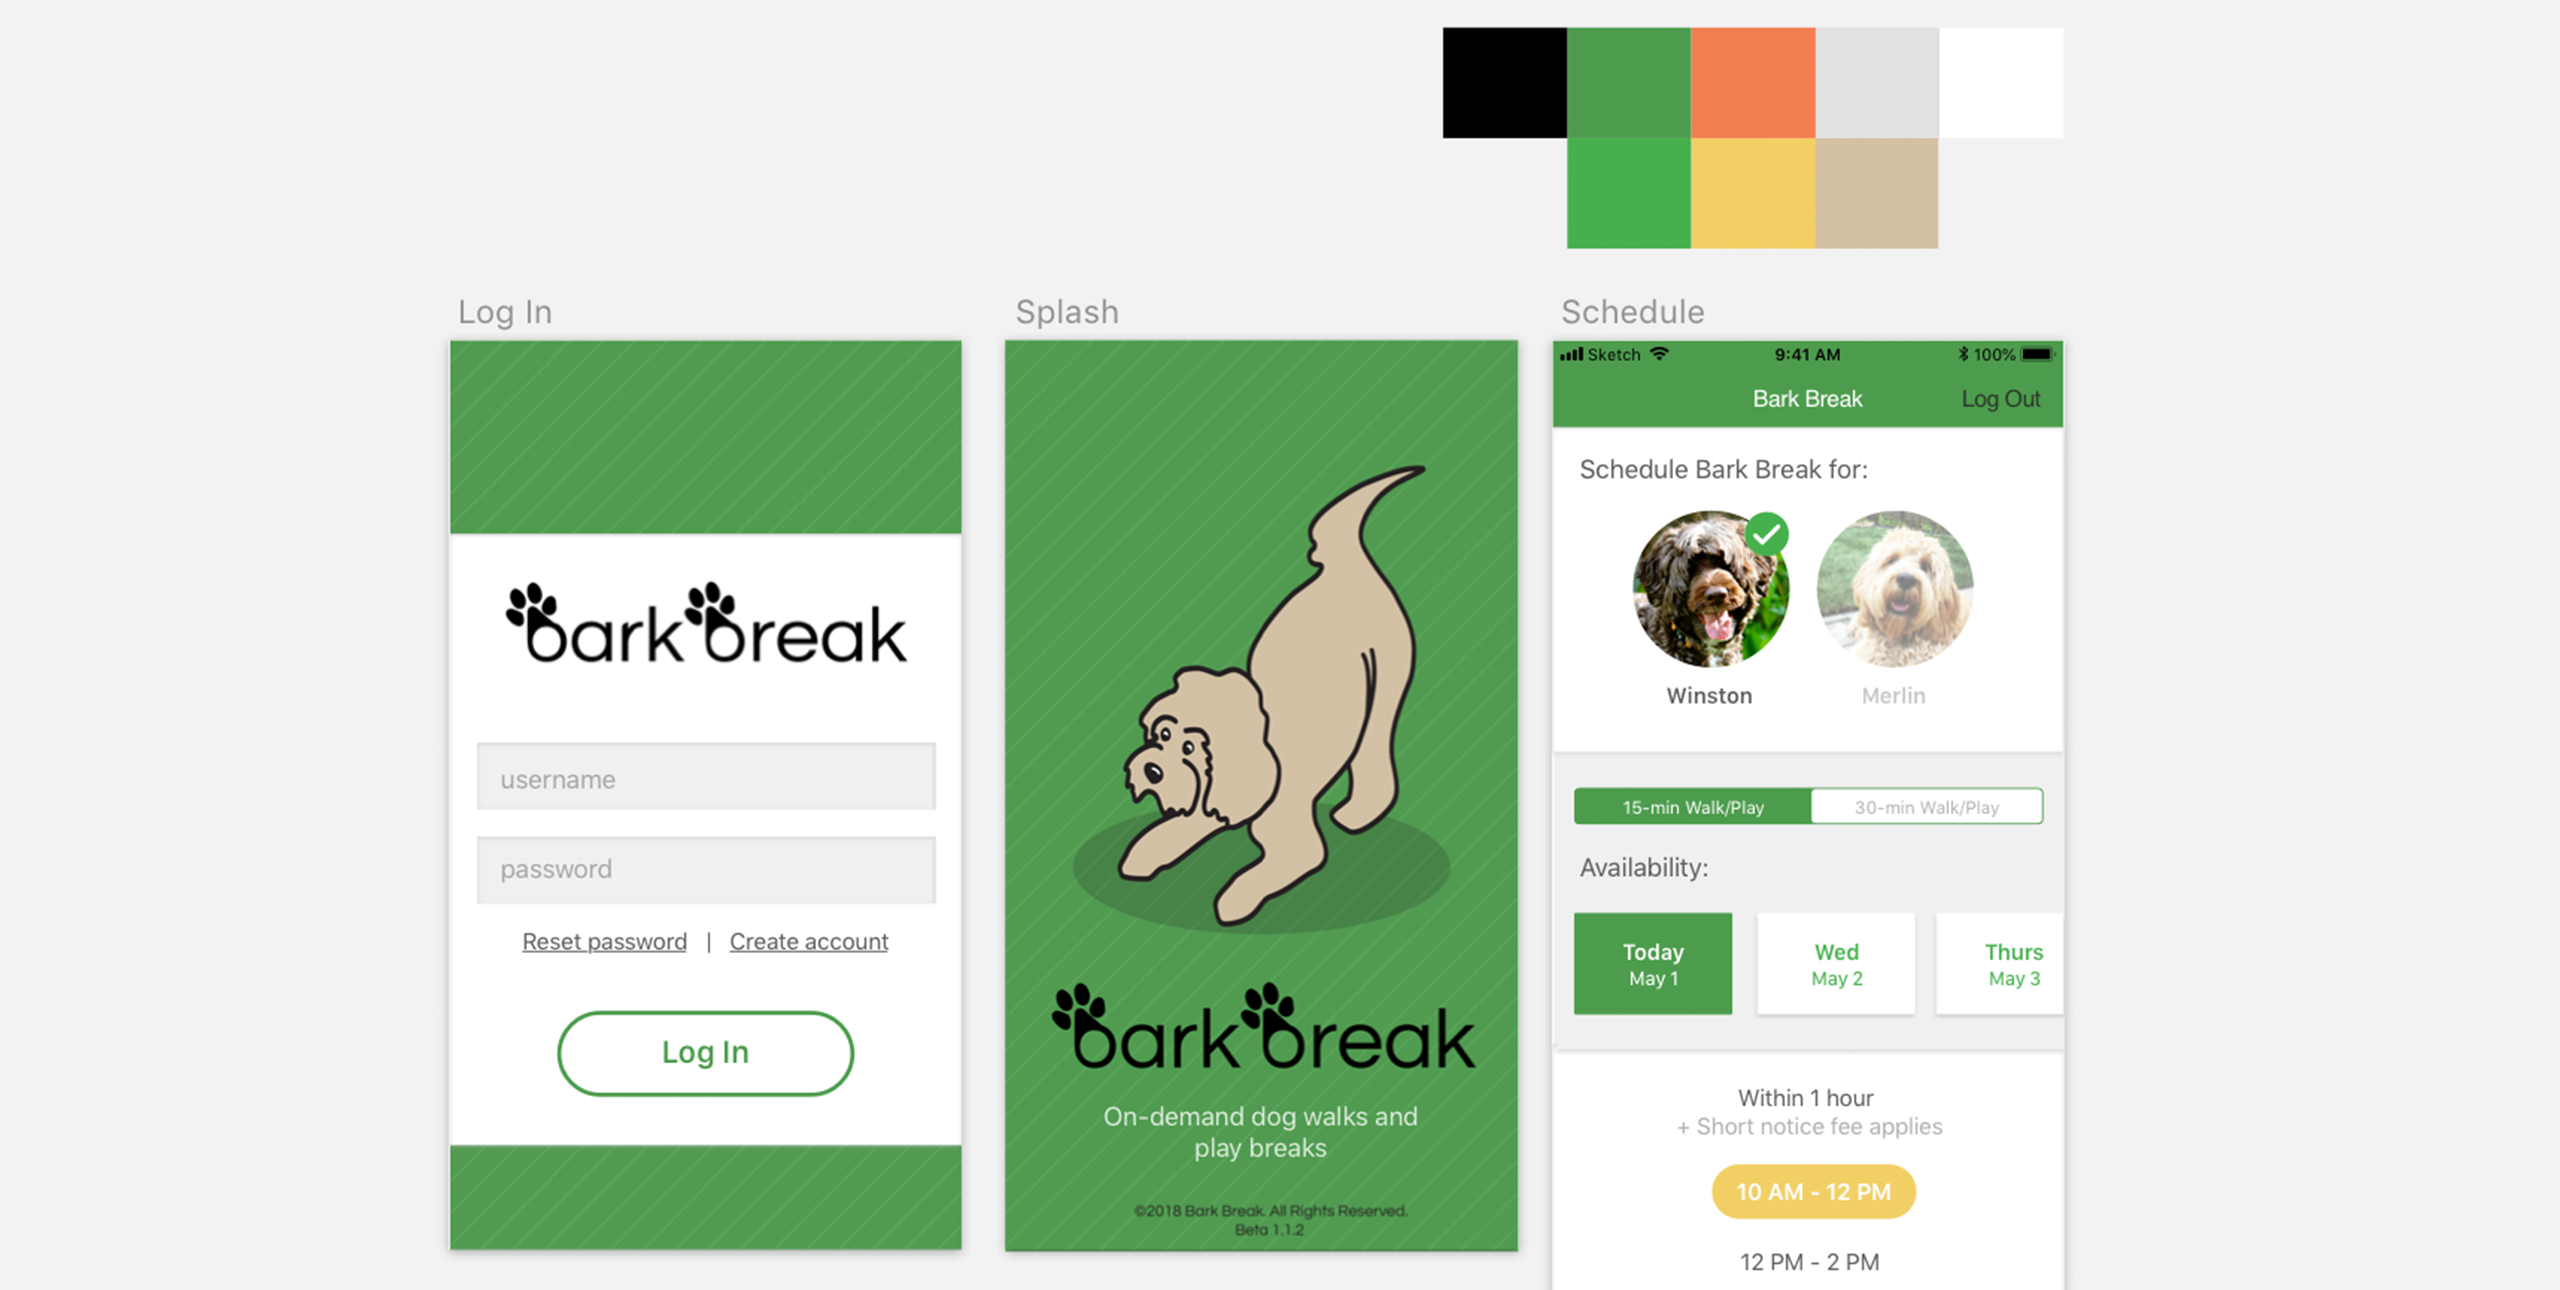 Log In
barkbreak
username
password
Reset password | Create account
Log In
Splash
barkbreak
On-demand dog walks and
play breaks
©2018 Bark Break. All Rights Reserved.
Beta 1.1.2
Schedule
Sketch 9:41 AM 100%
Bark Break Log Out
Schedule Bark Break for:
Winston Merlin
15-min Walk/Play 30-min Walk/Play
Availability:
Today Wed Thurs
May 1 May 2 May 3
Within 1 hour
+ Short notice fee applies
10 AM - 12 PM
12 PM - 2 PM